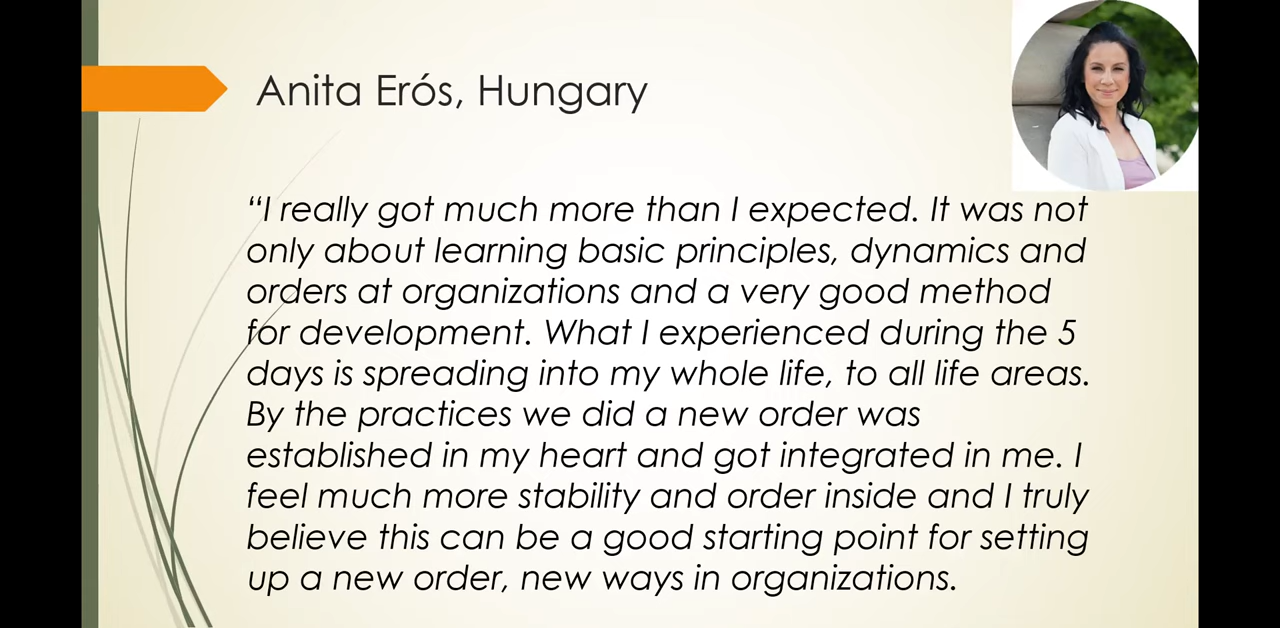 Anita Erós, Hungary
“I really got much more than I expected. It was not
only about learning basic principles, dynamics and
orders at organizations and a very good method
for development. What I experienced during the 5
days is spreading into my whole life, to all life areas.
By the practices we did a new order was
established in my heart and got integrated in me. I
feel much more stability and order inside and I truly
believe this can be a good starting point for setting
up a new order, new ways in organizations.